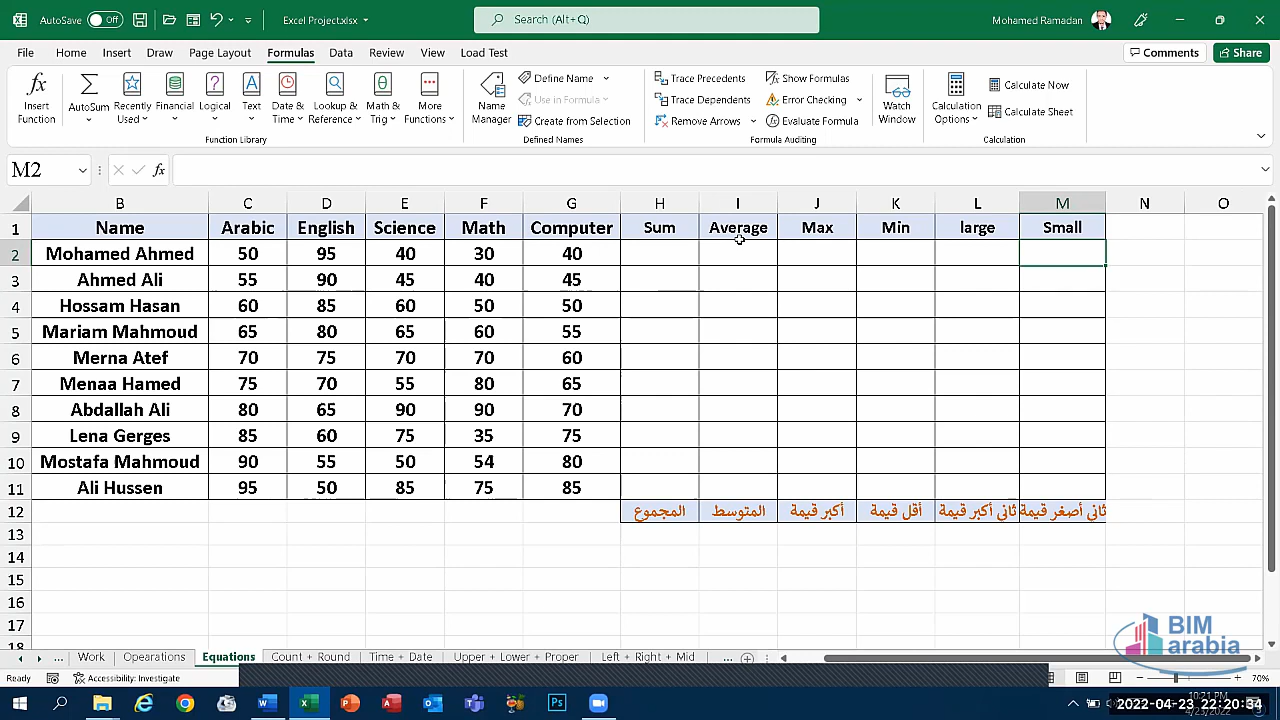 AutoSave Off Excel Project.xlsx Search (Alt+Q) Mohamed Ramadan
File Home Insert Draw Page Layout Formulas Data Review View Load Test Comments Share
Insert Function
AutoSum
Recently Used
Financial
Logical
Text
Date & Time
Lookup & Reference
Math & Trig
More Functions
Function Library
Name Manager
Define Name
Use in Formula
Create from Selection
Defined Names
Trace Precedents
Trace Dependents
Remove Arrows
Show Formulas
Error Checking
Evaluate Formula
Formula Auditing
Watch Window
Calculation Options
Calculate Now
Calculate Sheet
Calculation
M2 fx
B C D E F G H I J K L M N O
1 Name Arabic English Science Math Computer Sum Average Max Min large Small
2 Mohamed Ahmed 50 95 40 30 40
3 Ahmed Ali 55 90 45 40 45
4 Hossam Hasan 60 85 60 50 50
5 Mariam Mahmoud 65 80 65 60 55
6 Merna Atef 70 75 70 70 60
7 Menaa Hamed 75 70 55 80 65
8 Abdallah Ali 80 65 90 90 70
9 Lena Gerges 85 60 75 35 75
10 Mostafa Mahmoud 90 55 50 54 80
11 Ali Hussen 95 50 85 75 85
12 المجموع المتوسط أكبر قيمة أقل قيمة ثاني أكبر قيمة ثاني أصغر قيمة
13
14
15
16
17
18
BIM arabia
... Work Opearations Equations Count + Round Time + Date Upper + Lower + Proper Left + Right + Mid ...
Ready Accessibility: Investigate 70%
10:21 PM
2022-04-23 22:20:34